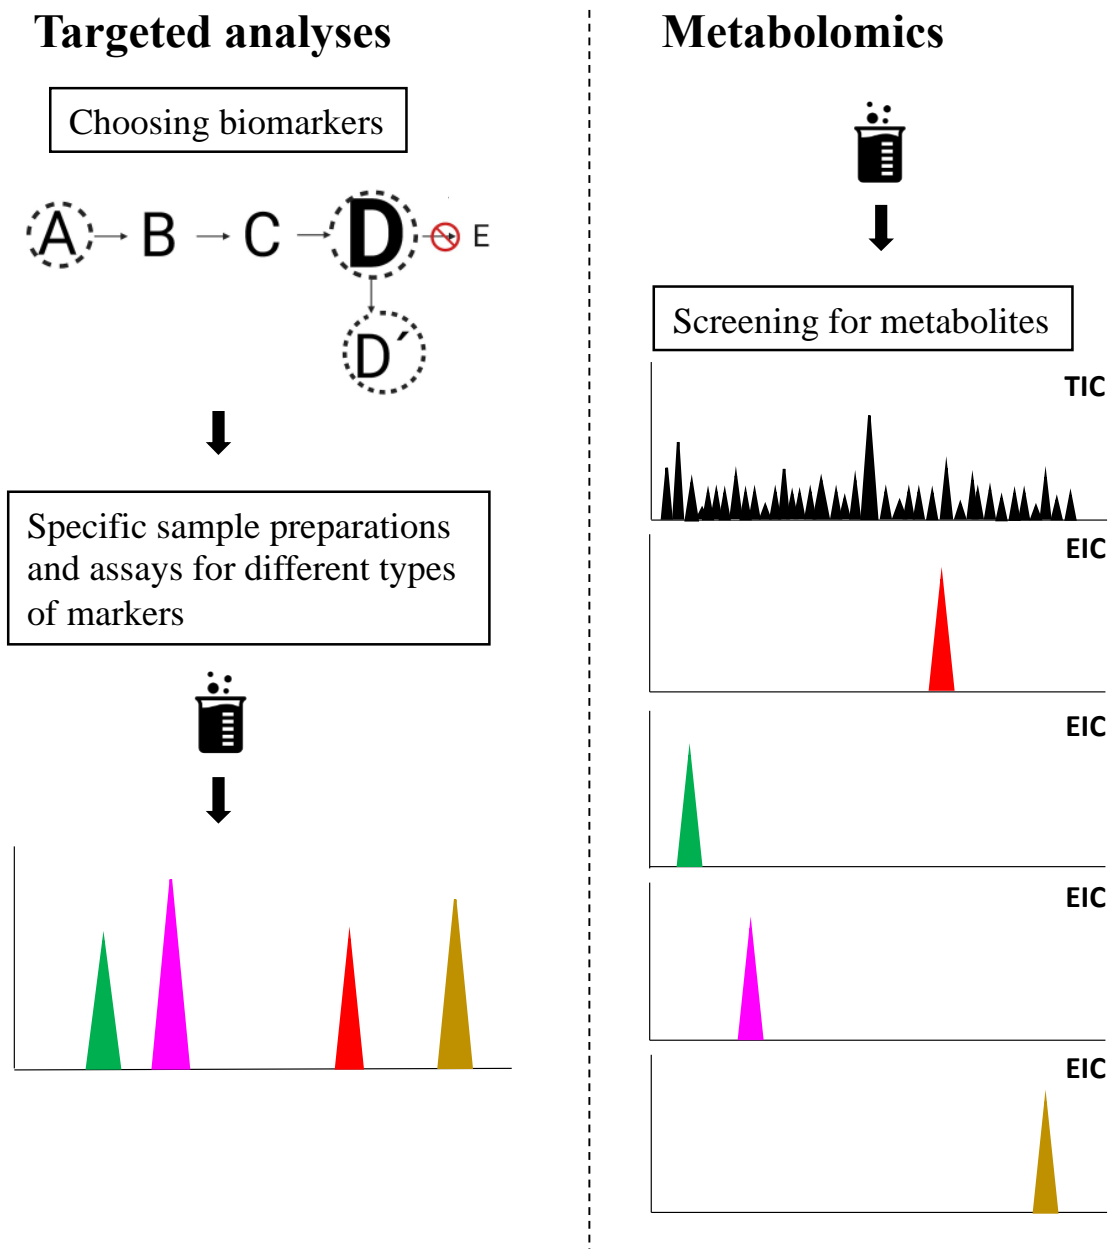 Targeted analyses
Choosing biomarkers
A B C D E
D´
Specific sample preparations
and assays for different types
of markers
Metabolomics
Screening for metabolites
TIC
EIC
EIC
EIC
EIC